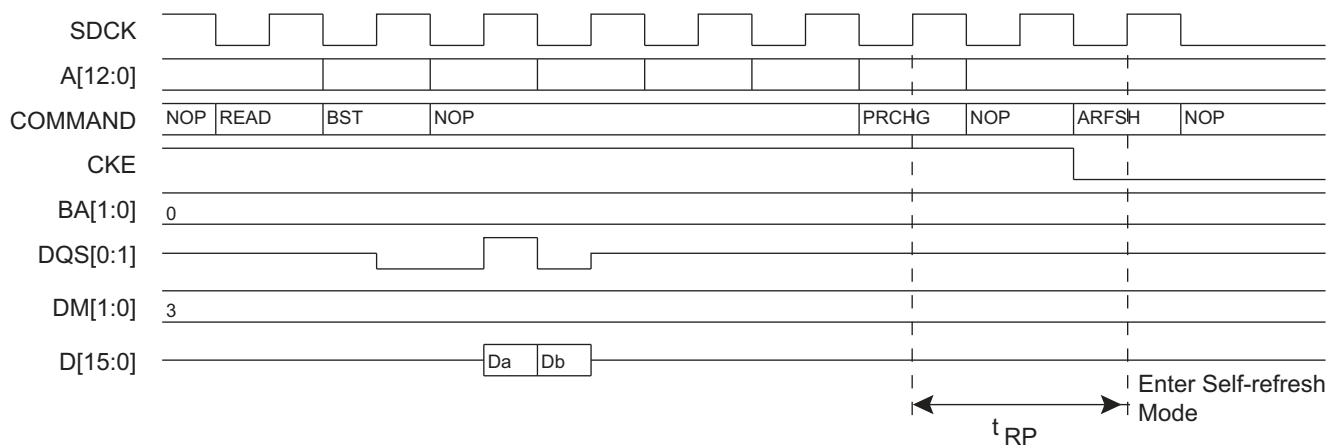 SDCK
A[12:0]
COMMAND NOP READ BST NOP PRCHG NOP ARFSH NOP
CKE
BA[1:0] 0
DQS[0:1]
DM[1:0] 3
D[15:0] Da Db
Enter Self-refresh
Mode
t RP